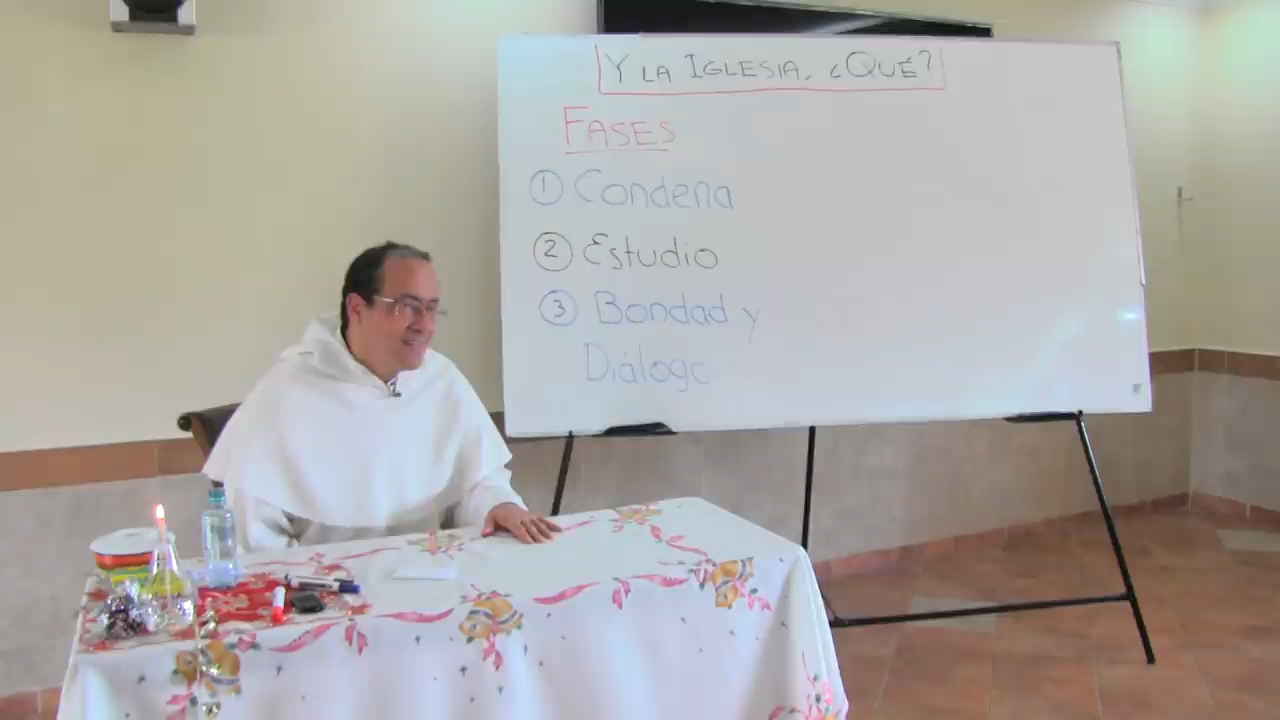 Y LA IGLESIA, ¿QUÉ?
FASES
① Condena
② Estudio
③ Bondad y
Diálogo